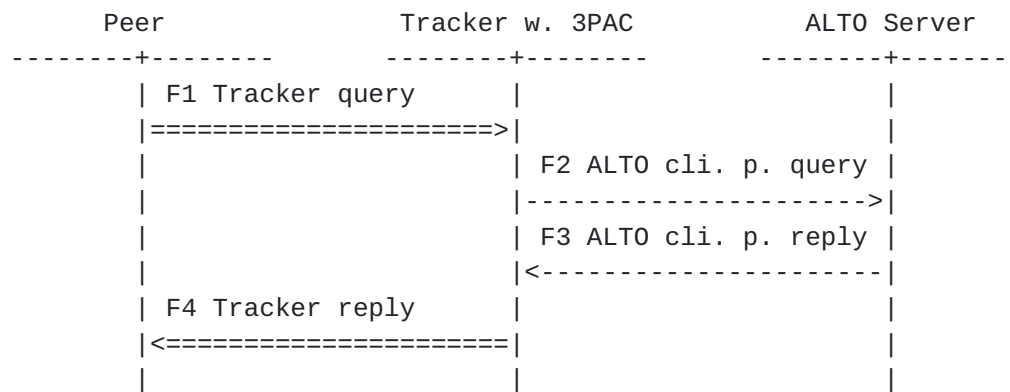 Peer Tracker w. 3PAC ALTO Server
--------+-------- --------+-------- --------+-------
| F1 Tracker query | |
|======================>| |
| | F2 ALTO cli. p. query |
| |---------------------->|
| | F3 ALTO cli. p. reply |
| |<----------------------|
| F4 Tracker reply | |
|<======================| |
| | |